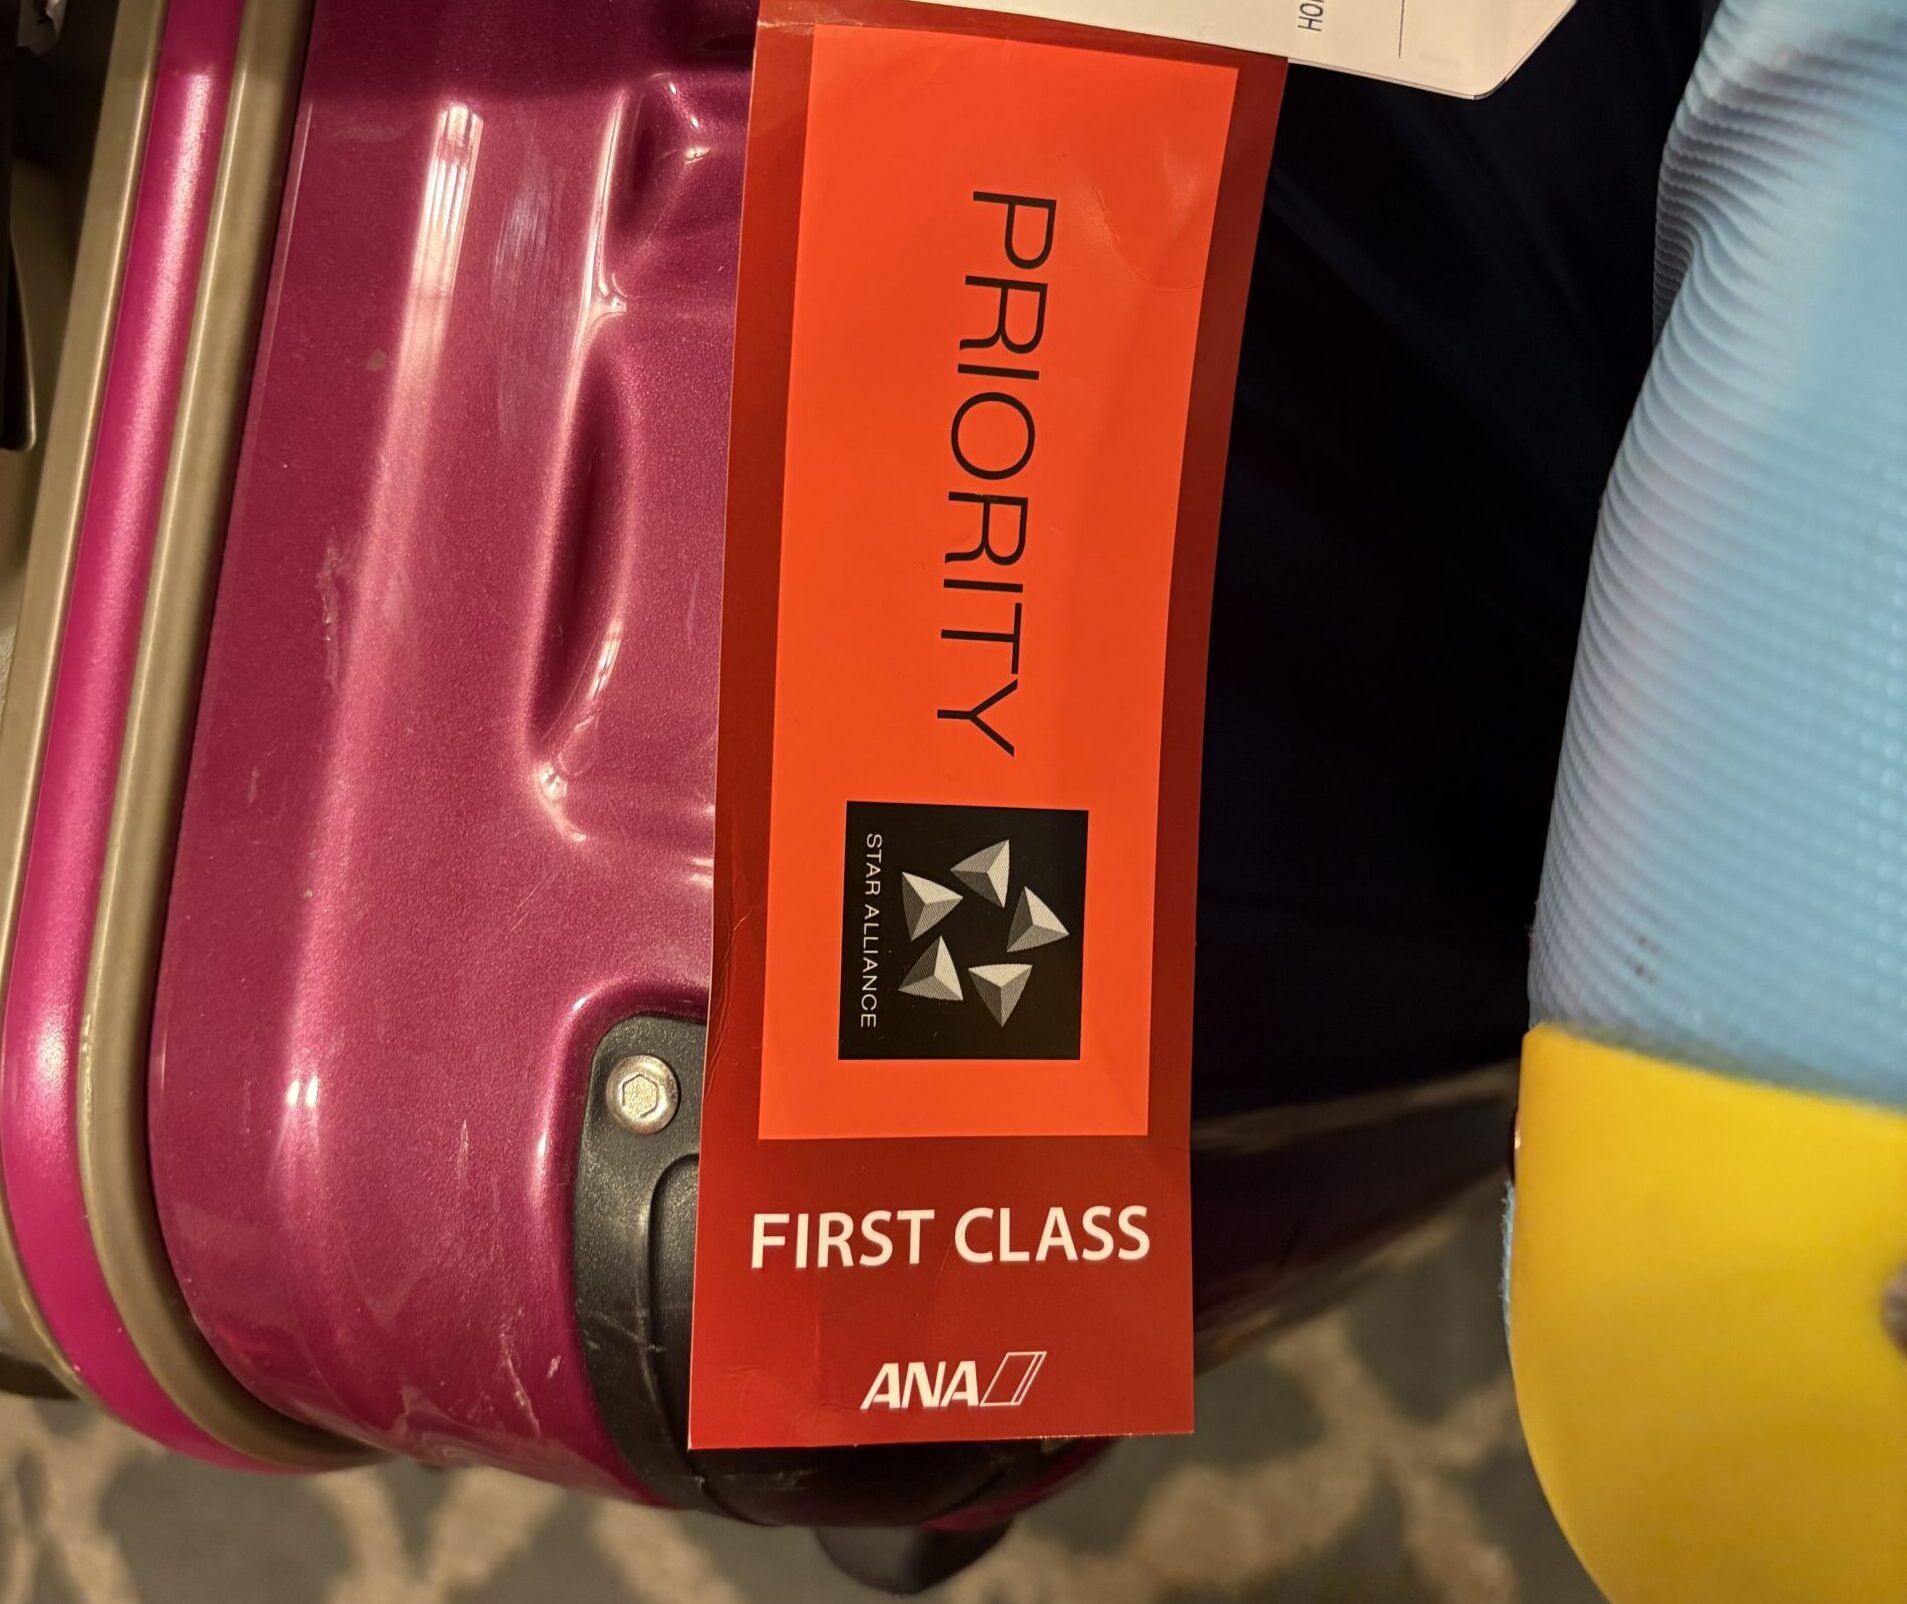 PRIORITY
STAR ALLIANCE
FIRST CLASS
ANA